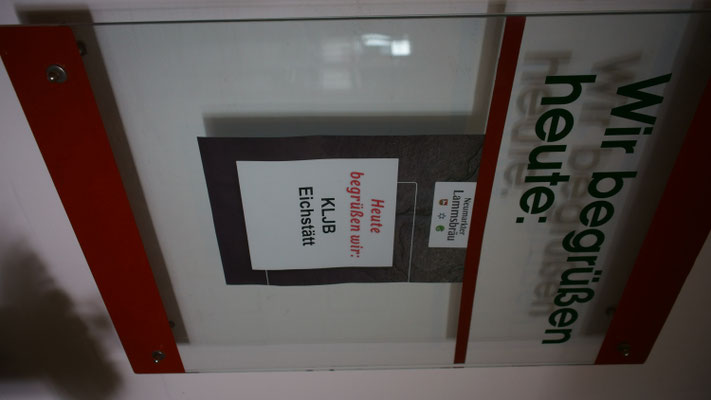 Wir begrüßen
heute:
Neumarkter
Lammsbräu
Heute
begrüßen wir:
KLJB
Eichstätt